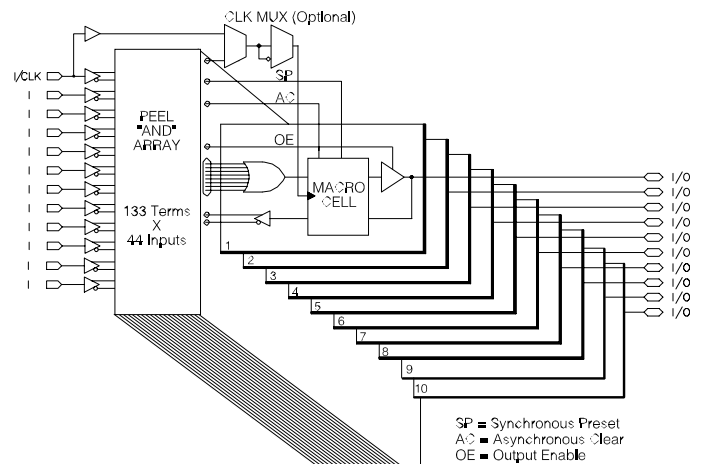 CLK MUX (Optional)
I/CLK
I
I
I
I
I
I
I
I
I
I
I
PEEL
"AND"
ARRAY
133 Terms
X
44 Inputs
SP
AC
OE
MACRO
CELL
1
2
3
4
5
6
7
8
9
10
I/O
I/O
I/O
I/O
I/O
I/O
I/O
I/O
I/O
I/O
SP = Synchronous Preset
AC = Asynchronous Clear
OE = Output Enable